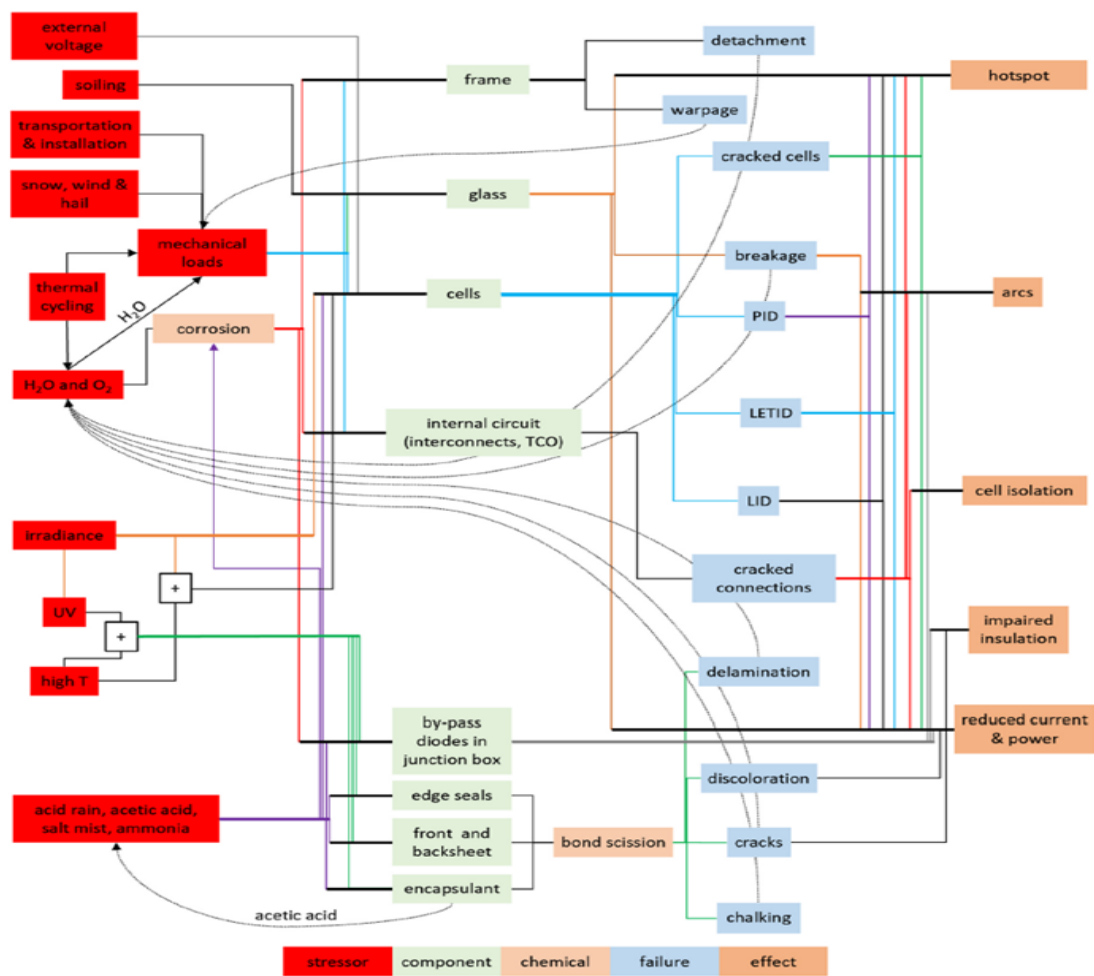 external
voltage
detachment
soiling
frame
hotspot
transportation
& installation
warpage
cracked cells
snow, wind &
hail
glass
mechanical
loads
breakage
thermal
cycling
cells
arcs
H₂O
corrosion
PID
H₂O and O₂
LETID
internal circuit
(interconnects, TCO)
cell isolation
LID
irradiance
cracked
connections
+
UV
+
impaired
insulation
high T
delamination
by-pass
diodes in
junction box
reduced current
& power
discoloration
acid rain, acetic acid,
salt mist, ammonia
edge seals
front and
backsheet
bond scission
cracks
encapsulant
acetic acid
chalking
stressor
component
chemical
failure
effect